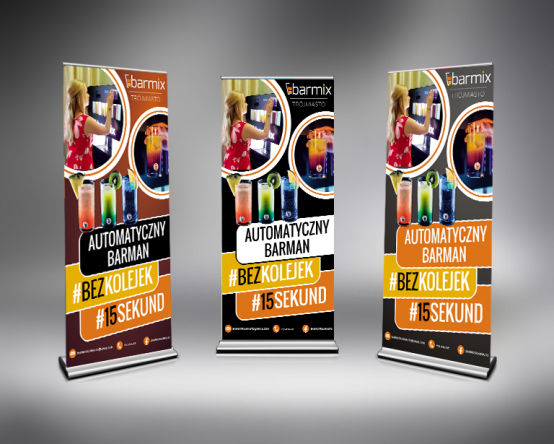 barmix
TRÓJMIASTO
AUTOMATYCZNY
BARMAN
#BEZKOLEJEK
#15SEKUND
barmix
TRÓJMIASTO
AUTOMATYCZNY
BARMAN
#BEZKOLEJEK
#15SEKUND
barmix
TRÓJMIASTO
AUTOMATYCZNY
BARMAN
#BEZKOLEJEK
#15SEKUND